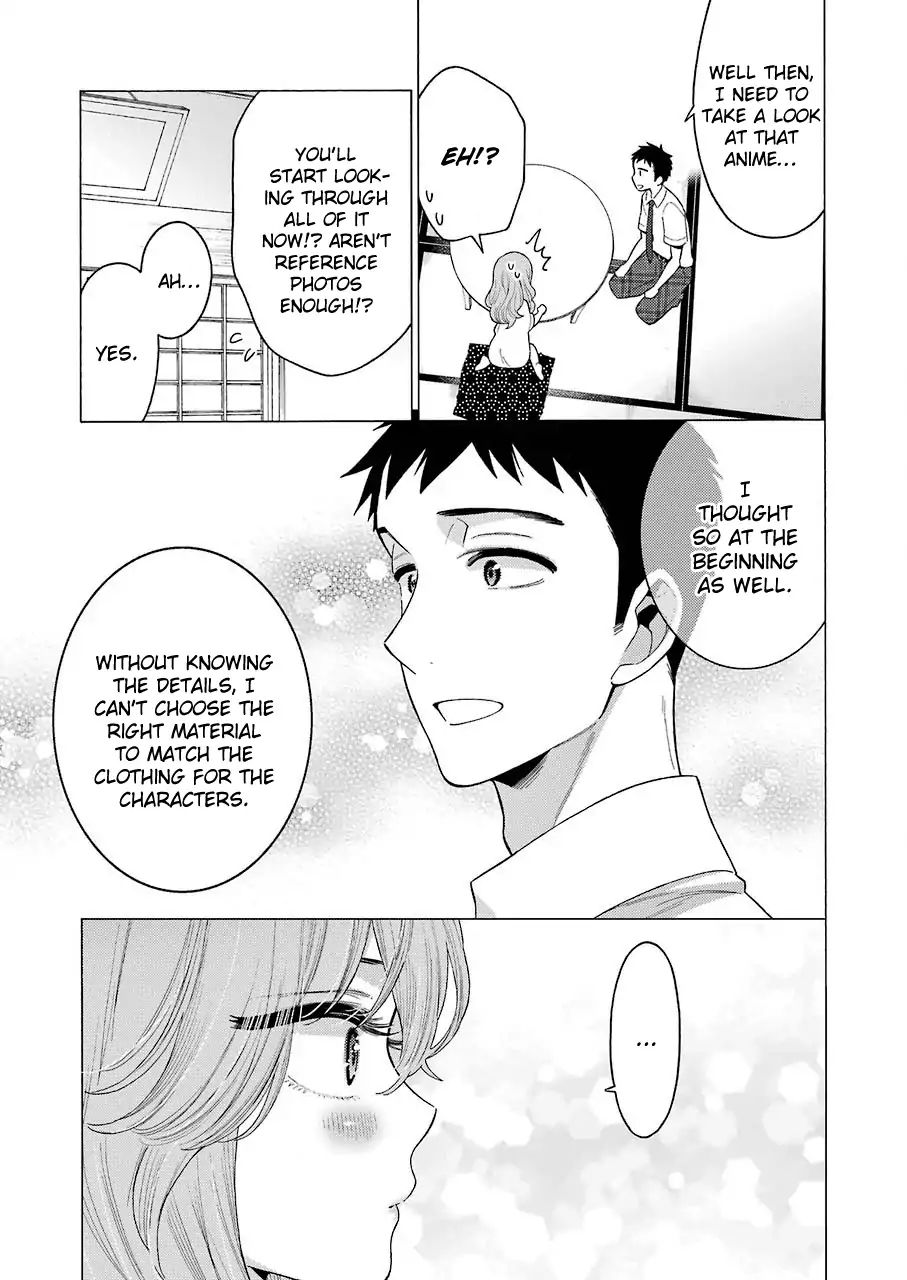 WELL THEN,
I NEED TO
TAKE A LOOK
AT THAT
ANIME...
EH!?
YOU'LL
START LOOK-
ING THROUGH
ALL OF IT
NOW!? AREN'T
REFERENCE
PHOTOS
ENOUGH!?
AH...
YES.
I
THOUGHT
SO AT THE
BEGINNING
AS WELL.
WITHOUT KNOWING
THE DETAILS, I
CAN'T CHOOSE THE
RIGHT MATERIAL
TO MATCH THE
CLOTHING FOR THE
CHARACTERS.
...